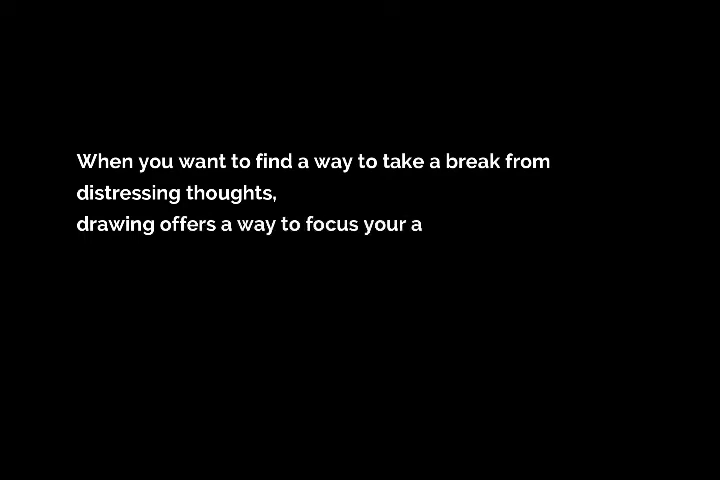 When you want to find a way to take a break from
distressing thoughts,
drawing offers a way to focus your a